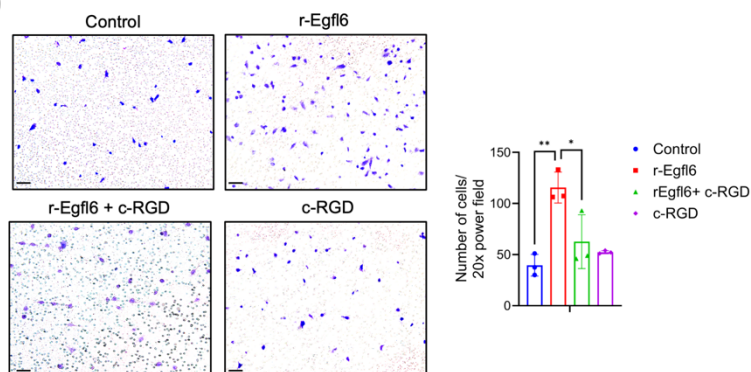 Control
r-Egfl6
r-Egfl6 + c-RGD
c-RGD
Number of cells/
20x power field
150
100
50
0
**
*
Control
r-Egfl6
rEgfl6+ c-RGD
c-RGD